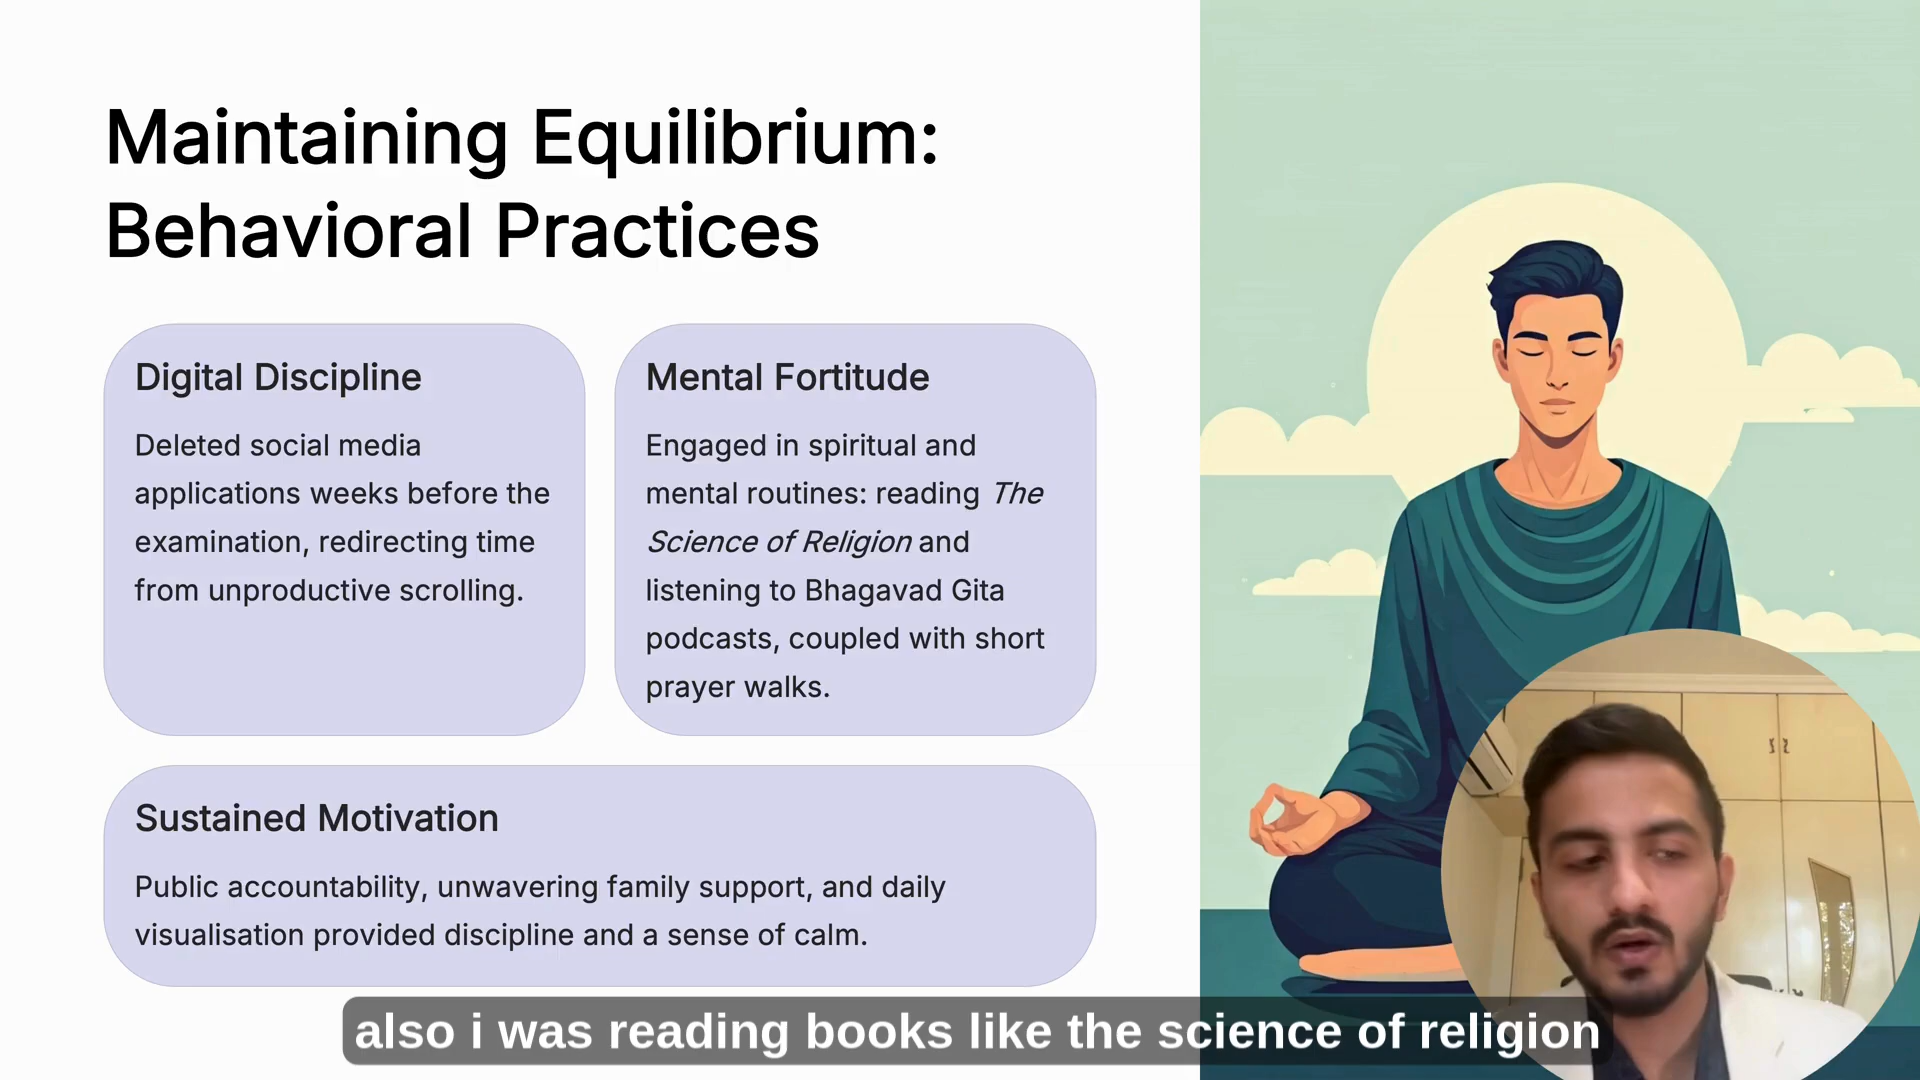 Maintaining Equilibrium:
Behavioral Practices
Digital Discipline
Deleted social media
applications weeks before the
examination, redirecting time
from unproductive scrolling.
Mental Fortitude
Engaged in spiritual and
mental routines: reading The
Science of Religion and
listening to Bhagavad Gita
podcasts, coupled with short
prayer walks.
Sustained Motivation
Public accountability, unwavering family support, and daily
visualisation provided discipline and a sense of calm.
also i was reading books like the science of religion